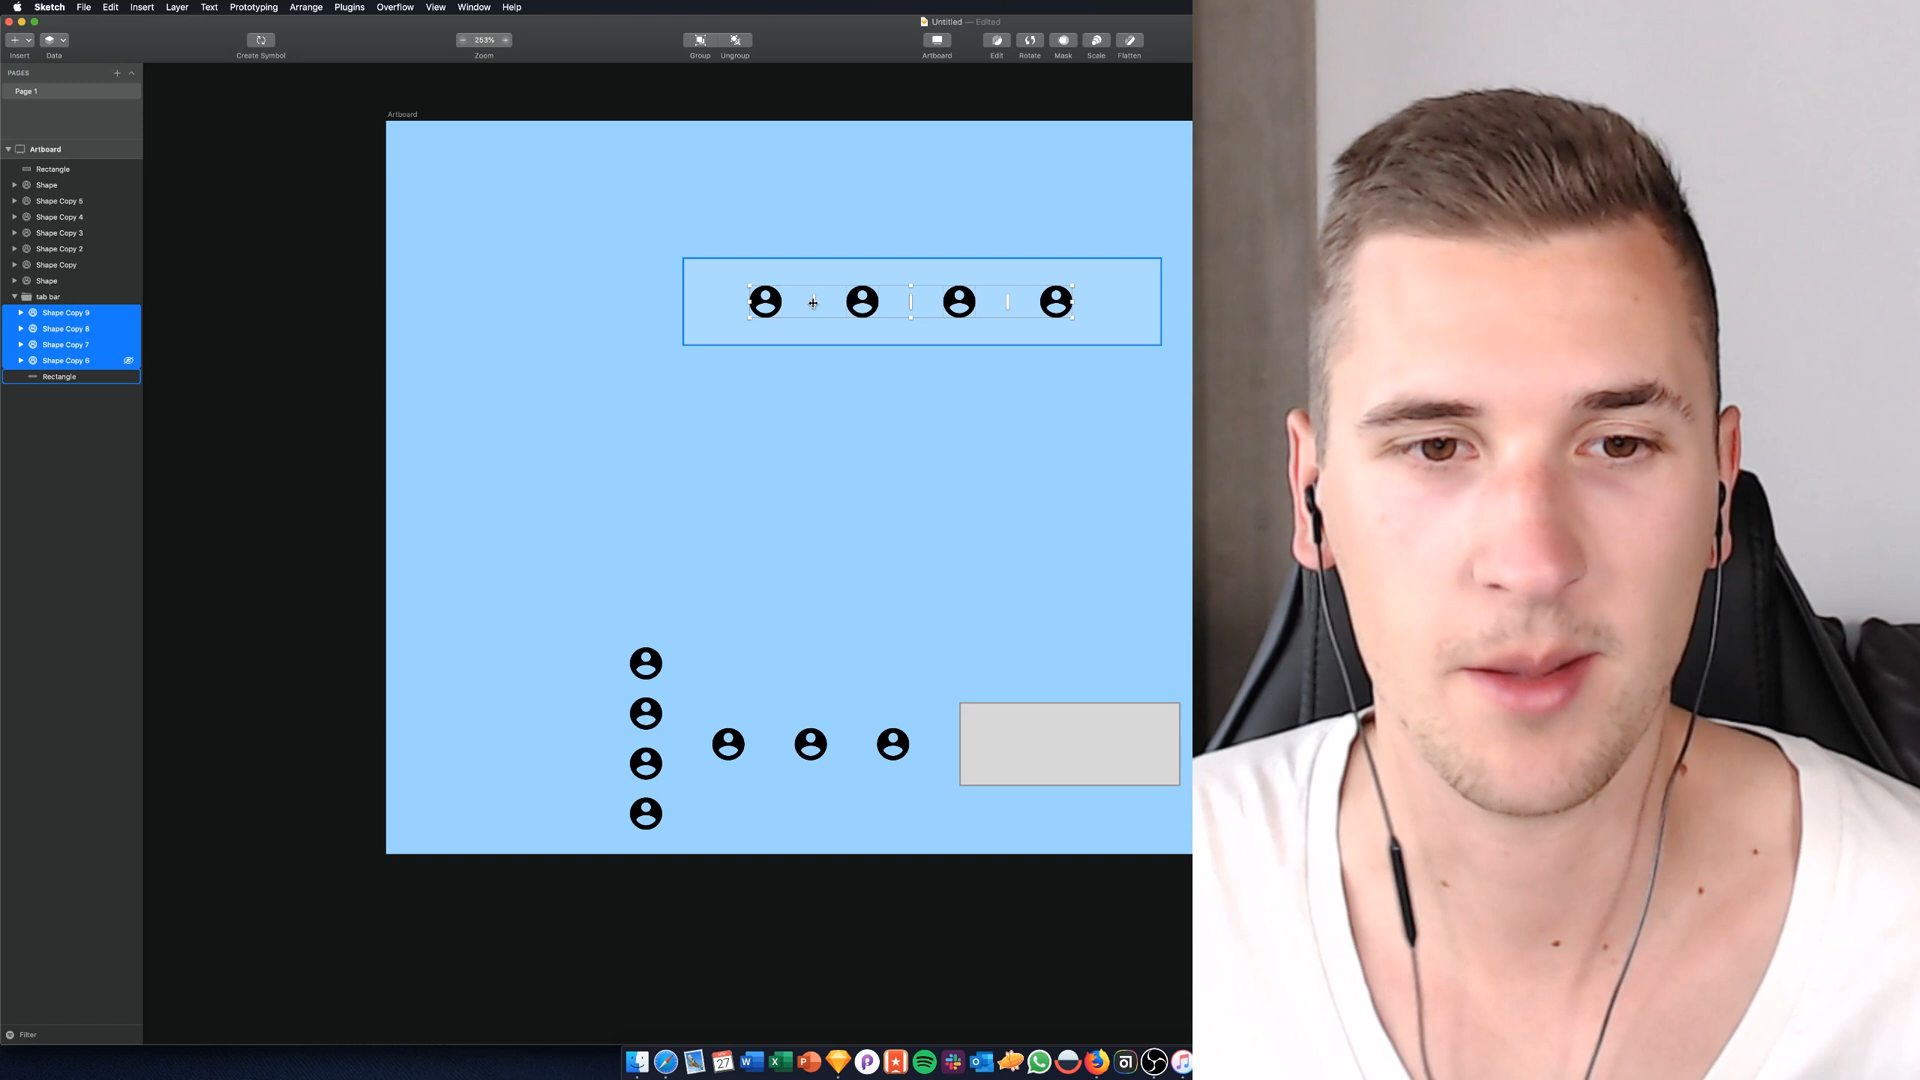 Sketch File Edit Insert Layer Text Prototyping Arrange Plugins Overflow View Window Help
Untitled — Edited
253%
Insert Data Create Symbol Zoom Group Ungroup Artboard Edit Rotate Mask Scale Flatten
PAGES
Page 1
Artboard
Artboard
Rectangle
Shape
Shape Copy 5
Shape Copy 4
Shape Copy 3
Shape Copy 2
Shape Copy
Shape
tab bar
Shape Copy 9
Shape Copy 8
Shape Copy 7
Shape Copy 6
Rectangle
Filter
27